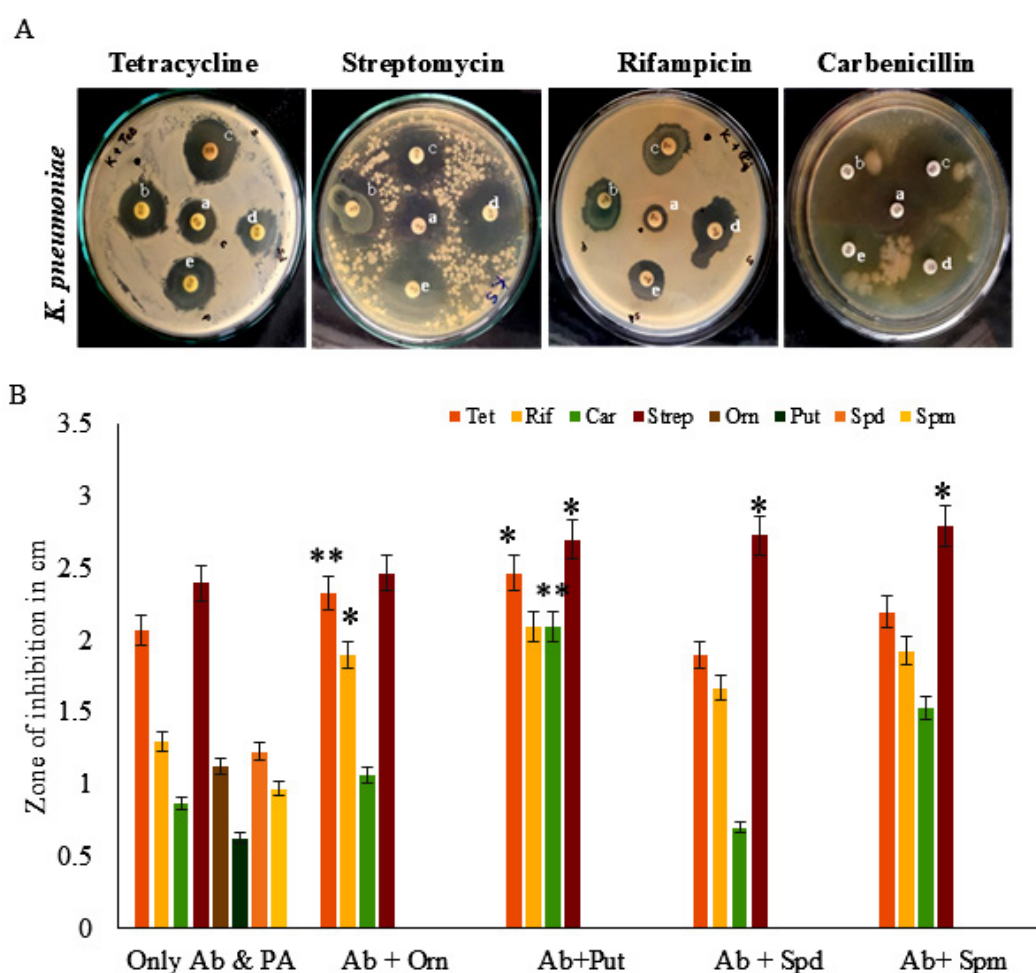 A
Tetracycline Streptomycin Rifampicin Carbenicillin
K. pneumoniae
c
b
a
d
e
c
b
a
d
e
c
b
a
d
e
b
c
a
e
d
B
Tet Rif Car Strep Orn Put Spd Spm
Zone of inhibition in cm
3.5
3
2.5
2
1.5
1
0.5
0
** * * ** * * *
Only Ab & PA Ab + Orn Ab+Put Ab + Spd Ab+ Spm